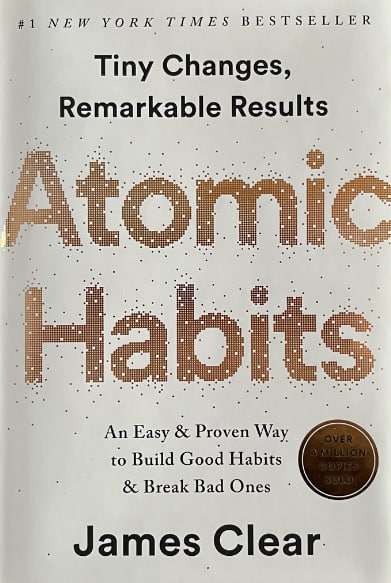 #1 NEW YORK TIMES BESTSELLER
Tiny Changes,
Remarkable Results
Atomic
Habits
An Easy & Proven Way
to Build Good Habits
& Break Bad Ones
OVER
4 MILLION
COPIES
SOLD
James Clear